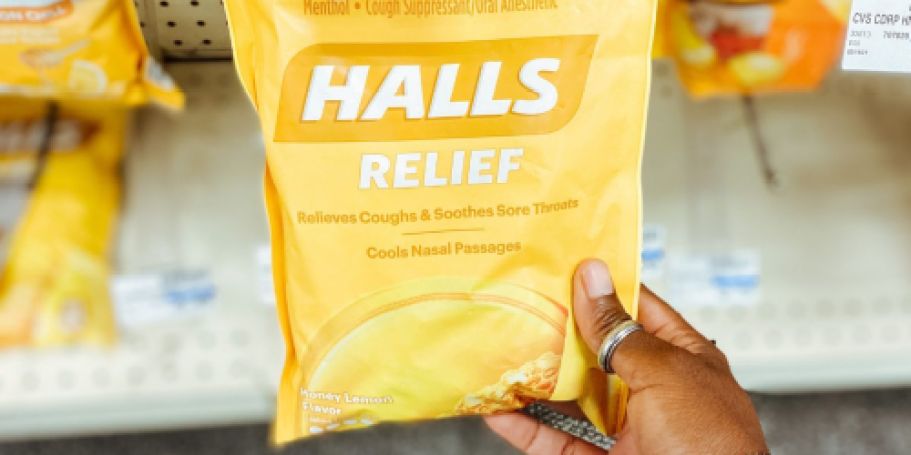 Menthol • Cough Suppressant/Oral Anesthetic
HALLS
RELIEF
Relieves Coughs & Soothes Sore Throats
Cools Nasal Passages
Honey Lemon
Flavor
CVS CORP